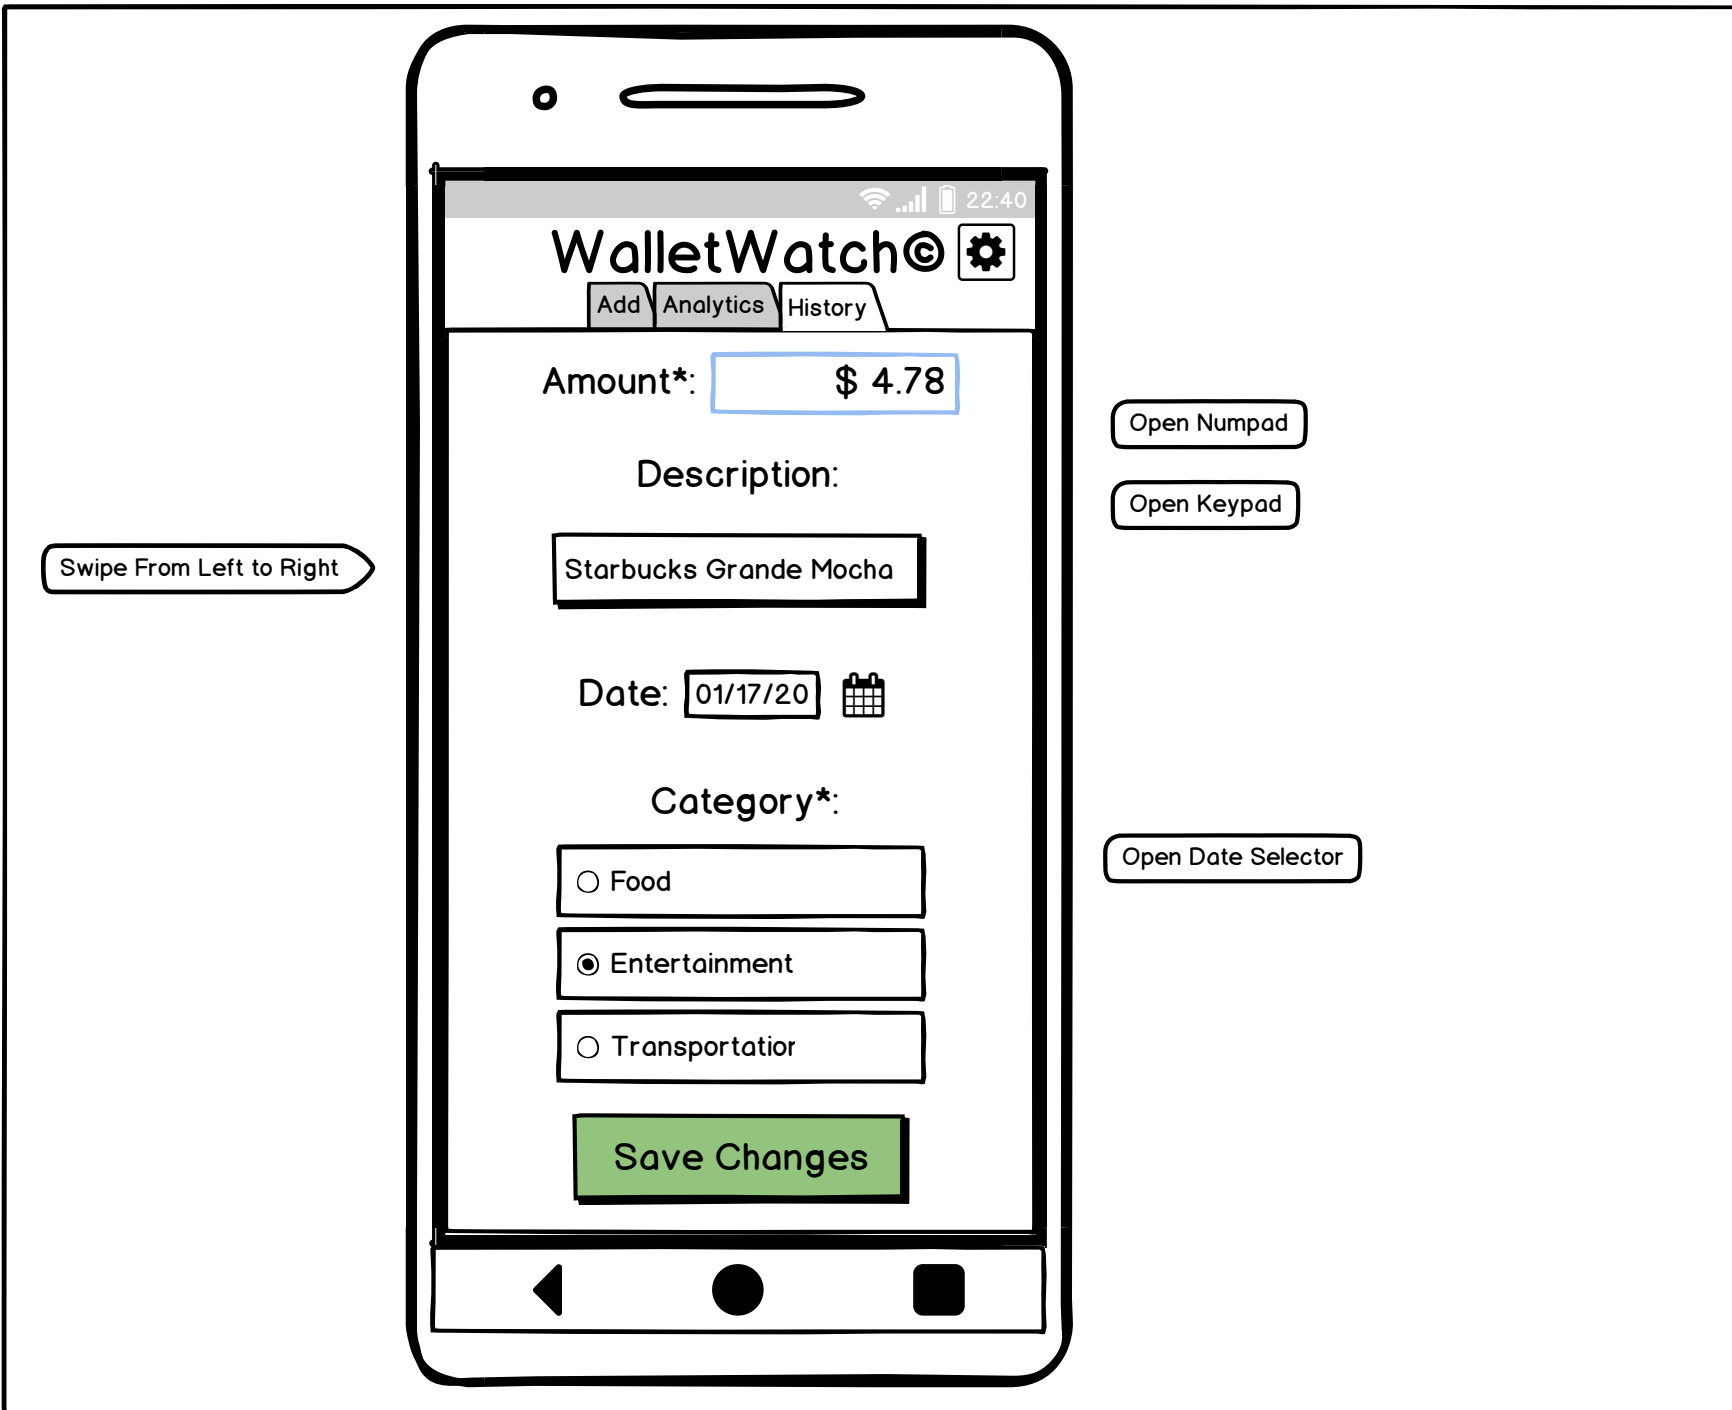 22:40
WalletWatch©
Add Analytics History
Amount*: $ 4.78
Open Numpad
Description:
Open Keypad
Swipe From Left to Right
Starbucks Grande Mocha
Date: 01/17/20
Category*:
Open Date Selector
Food
Entertainment
Transportation
Save Changes